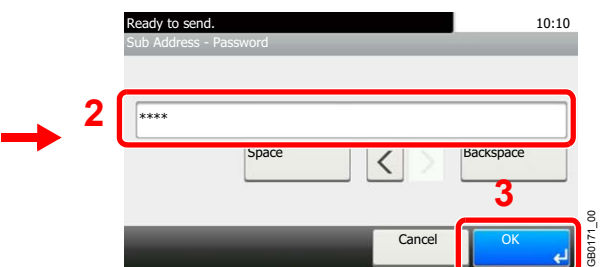 Ready to send. 10:10
Sub Address - Password
2
****
Space < > Backspace
3
Cancel OK
GB0171_00